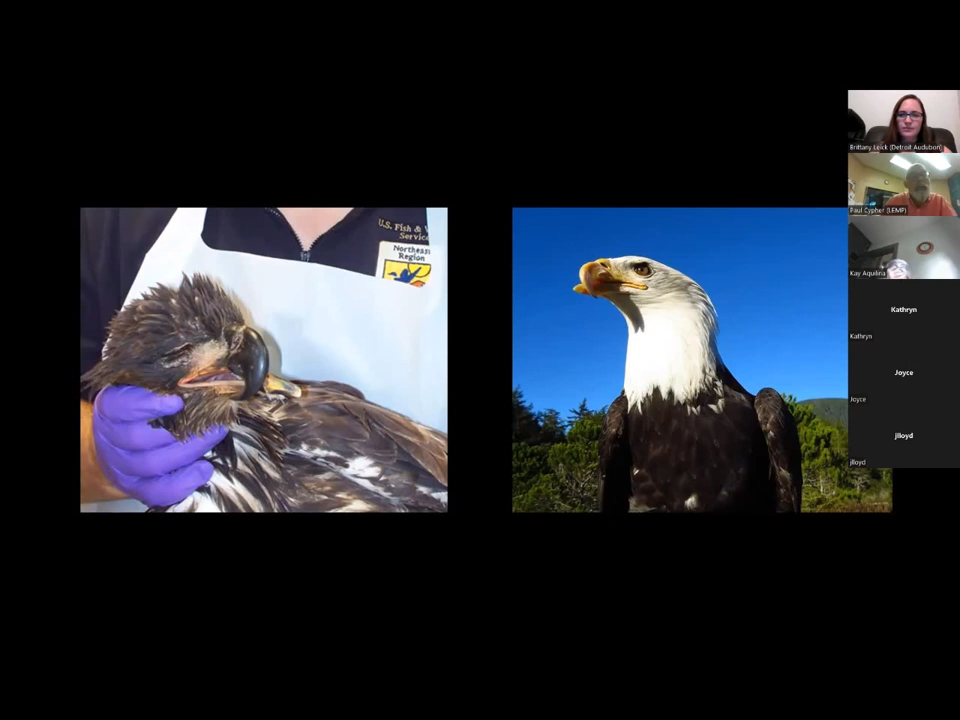 U.S. Fish &
Service
Northeast
Region
Brittany Leick (Detroit Audubon)
Paul Cypher (LEMP)
Kay Aquilina
Kathryn
Kathryn
Joyce
Joyce
jlloyd
jlloyd